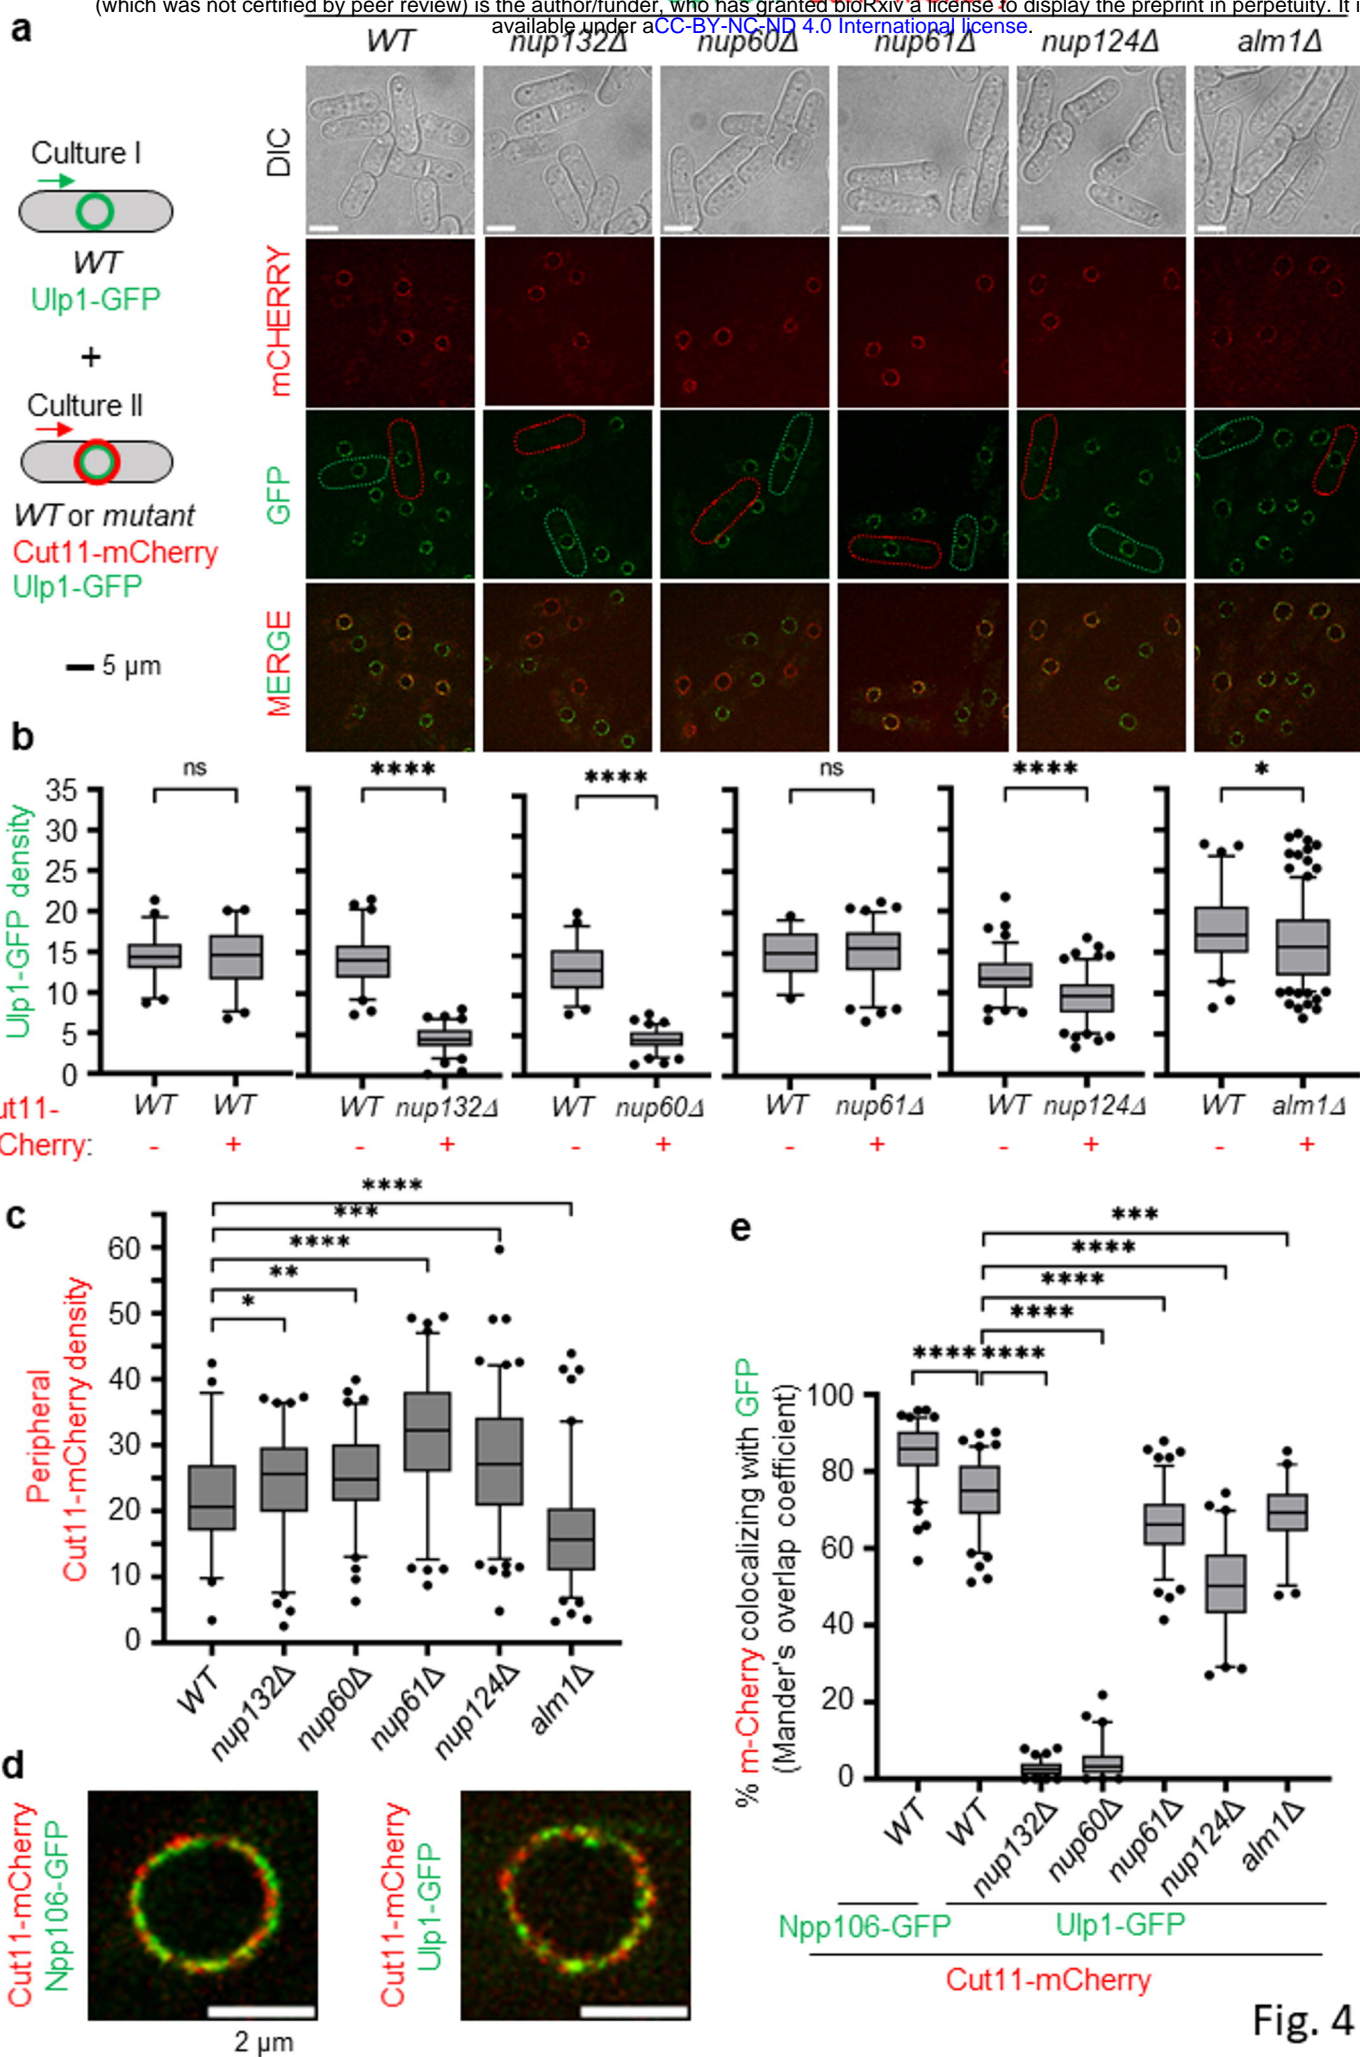 (which was not certified by peer review) is the author/funder, who has granted bioRxiv a license to display the preprint in perpetuity. It i
available under aCC-BY-NC-ND 4.0 International license.
a
WT nup132Δ nup60Δ nup61Δ nup124Δ alm1Δ
DIC
Culture I
WT
Ulp1-GFP
+
Culture II
WT or mutant
Cut11-mCherry
Ulp1-GFP
5 µm
mCHERRY
GFP
MERGE
b
ns **** **** ns **** *
Ulp1-GFP density
35
30
25
20
15
10
5
0
WT WT WT nup132Δ WT nup60Δ WT nup61Δ WT nup124Δ WT alm1Δ
ut11-
Cherry: - + - + - + - + - + - +
c
****
***
****
**
*
Peripheral
Cut11-mCherry density
60
50
40
30
20
10
0
WT nup132Δ nup60Δ nup61Δ nup124Δ alm1Δ
d
Cut11-mCherry
Npp106-GFP
2 µm
Cut11-mCherry
Ulp1-GFP
e
***
****
****
****
**** ****
% m-Cherry colocalizing with GFP
(Mander's overlap coefficient)
100
80
60
40
20
0
WT WT nup132Δ nup60Δ nup61Δ nup124Δ alm1Δ
Npp106-GFP Ulp1-GFP
Cut11-mCherry
Fig. 4